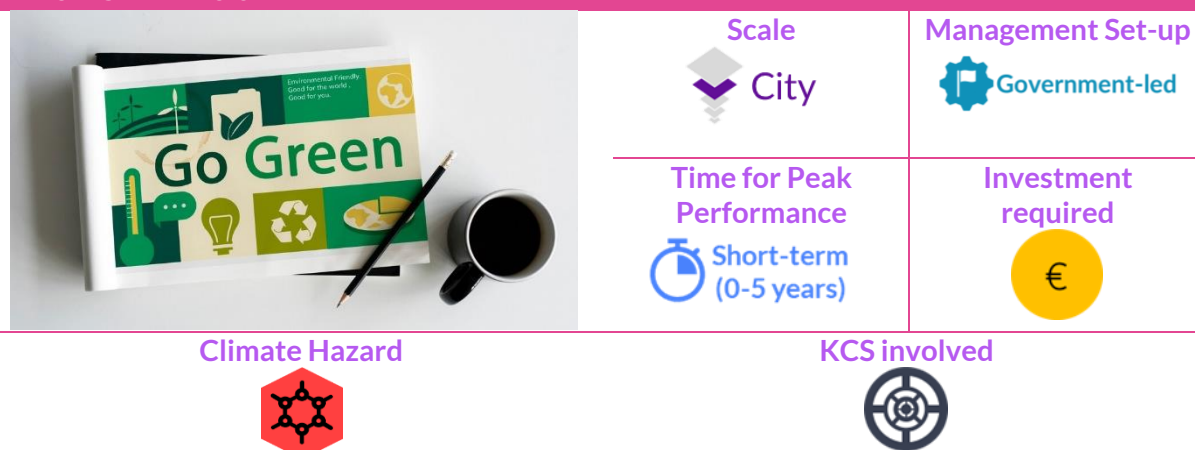 Environmental Friendly.
Good for the world .
Good for you.
Go Green
Scale
City
Management Set-up
Government-led
Time for Peak
Performance
Short-term
(0-5 years)
Investment
required
€
Climate Hazard
KCS involved